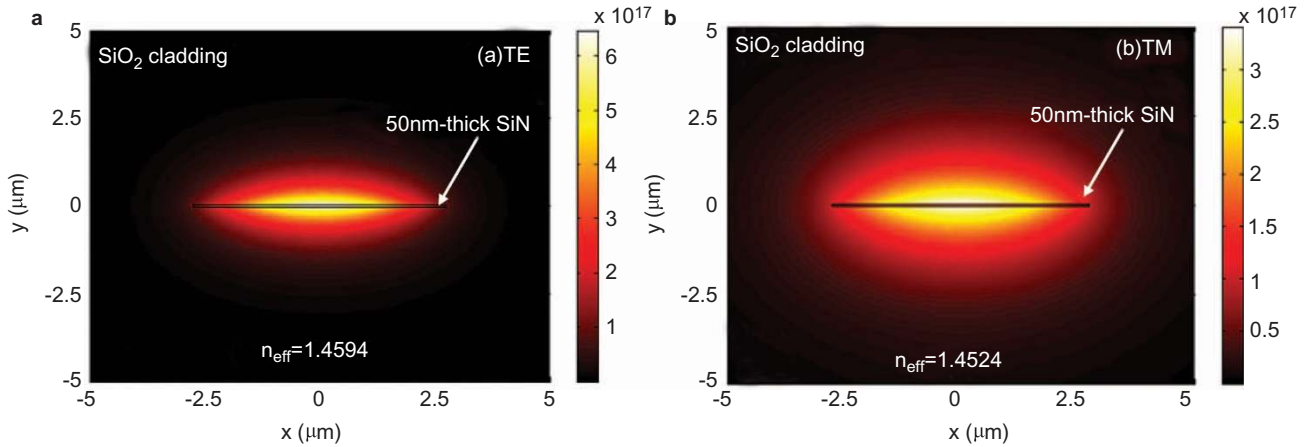 a
x 10^17
SiO₂ cladding
(a)TE
50nm-thick SiN
n_eff=1.4594
5
2.5
0
-2.5
-5
y (μm)
-5
-2.5
0
2.5
5
x (μm)
6
5
4
3
2
1
b
x 10^17
SiO₂ cladding
(b)TM
50nm-thick SiN
n_eff=1.4524
5
2.5
0
-2.5
-5
y (μm)
-5
-2.5
0
2.5
5
x (μm)
3
2.5
2
1.5
1
0.5